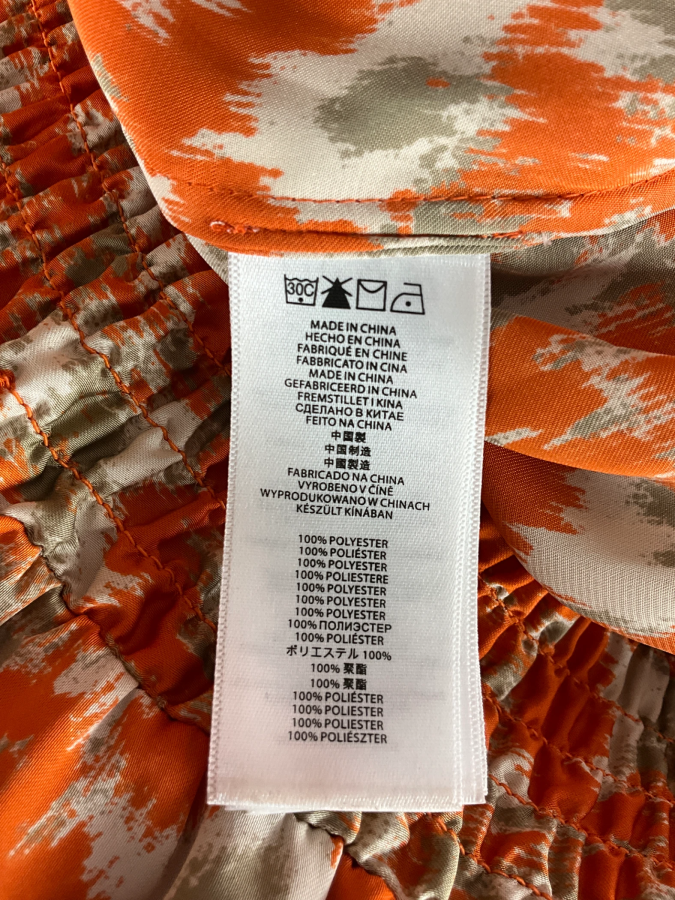 30C
MADE IN CHINA
HECHO EN CHINA
FABRIQUÉ EN CHINE
FABBRICATO IN CINA
MADE IN CHINA
GEFABRICEERD IN CHINA
FREMSTILLET I KINA
СДЕЛАНО В КИТАЕ
FEITO NA CHINA
中国製
中国制造
中國製造
FABRICADO NA CHINA
VYROBENO V ČÍNĚ
WYPRODUKOWANO W CHINACH
KÉSZÜLT KÍNÁBAN
100% POLYESTER
100% POLIÉSTER
100% POLYESTER
100% POLIESTERE
100% POLYESTER
100% POLYESTER
100% POLYESTER
100% ПОЛИЭСТЕР
100% POLIÉSTER
ポリエステル 100%
100% 聚酯
100% 聚酯
100% POLIÉSTER
100% POLIÉSTER
100% POLIÉSTER
100% POLIÉSZTER